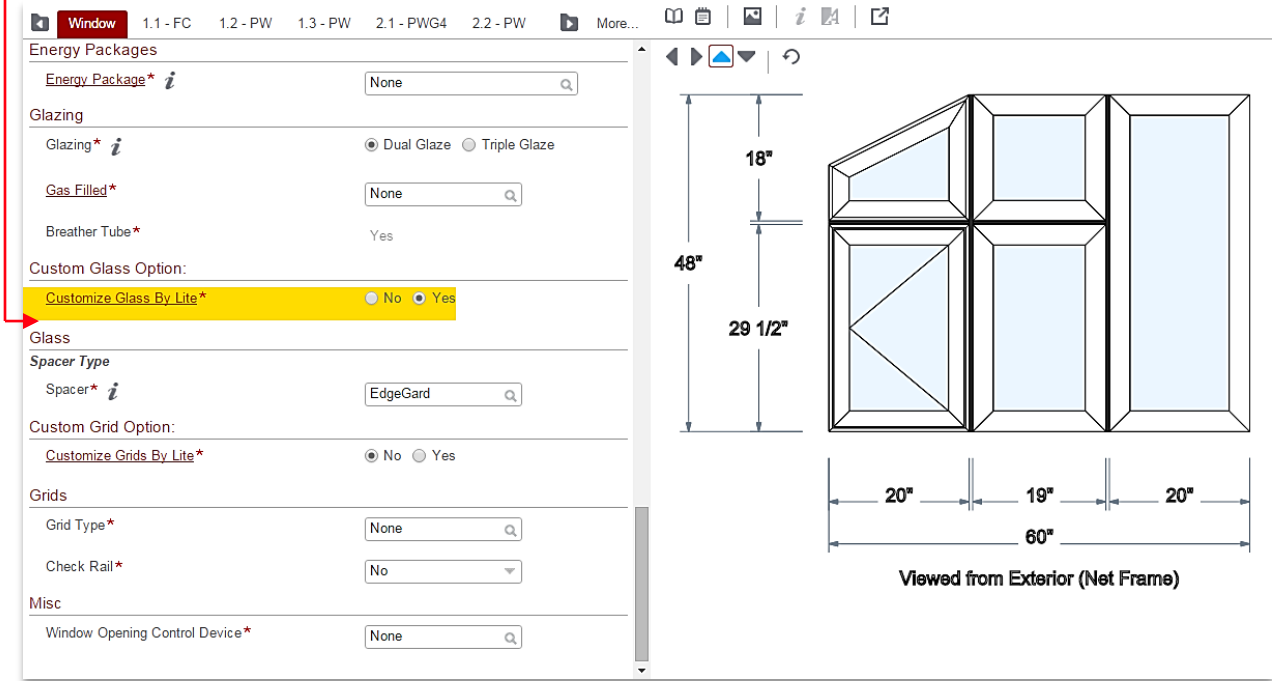 Window 1.1 - FC 1.2 - PW 1.3 - PW 2.1 - PWG4 2.2 - PW More...
Energy Packages
Energy Package* i None
Glazing
Glazing* i Dual Glaze Triple Glaze
Gas Filled* None
Breather Tube* Yes
Custom Glass Option:
Customize Glass By Lite* No Yes
Glass
Spacer Type
Spacer* i EdgeGard
Custom Grid Option:
Customize Grids By Lite* No Yes
Grids
Grid Type* None
Check Rail* No
Misc
Window Opening Control Device* None
18"
48"
29 1/2"
20" 19" 20"
60"
Viewed from Exterior (Net Frame)